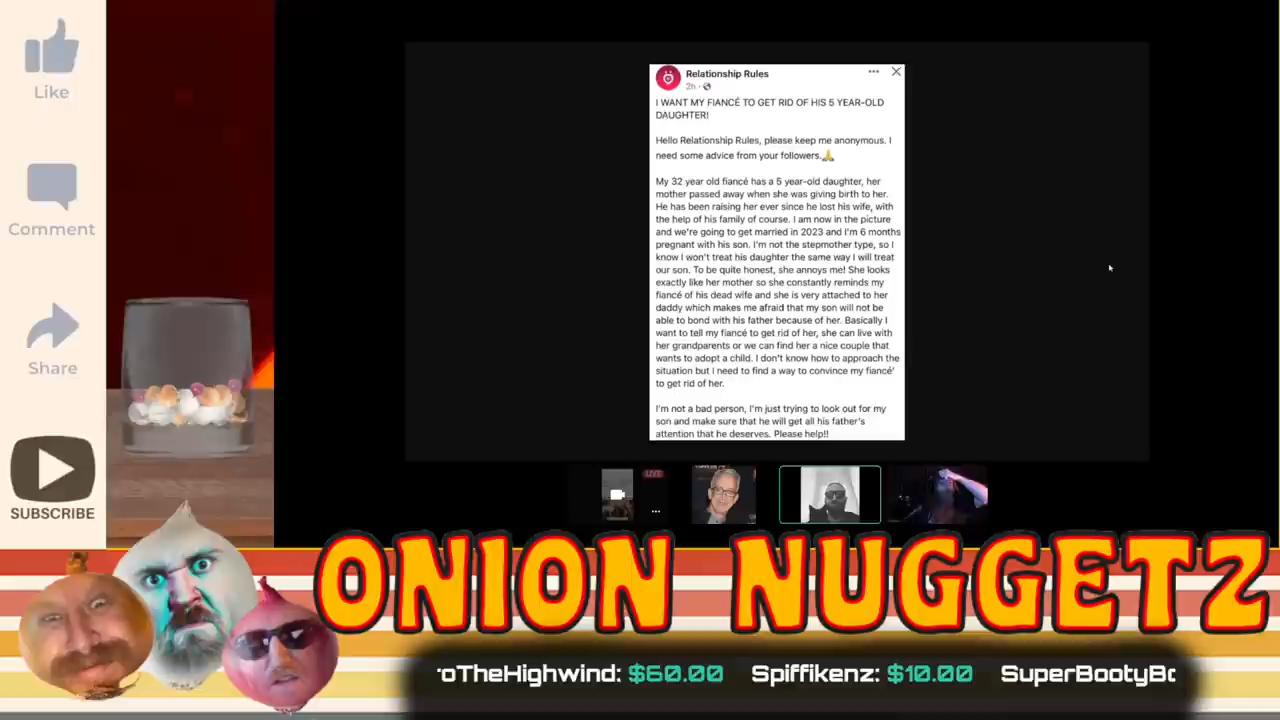 Like
Comment
Share
SUBSCRIBE
Relationship Rules
2h ·
I WANT MY FIANCÉ TO GET RID OF HIS 5 YEAR-OLD
DAUGHTER!
Hello Relationship Rules, please keep me anonymous. I
need some advice from your followers.🙏
My 32 year old fiancé has a 5 year-old daughter, her
mother passed away when she was giving birth to her.
He has been raising her ever since he lost his wife, with
the help of his family of course. I am now in the picture
and we're going to get married in 2023 and I'm 6 months
pregnant with his son. I'm not the stepmother type, so I
know I won't treat his daughter the same way I will treat
our son. To be quite honest, she annoys me! She looks
exactly like her mother so she constantly reminds my
fiancé of his dead wife and she is very attached to her
daddy which makes me afraid that my son will not be
able to bond with his father because of her. Basically I
want to tell my fiancé to get rid of her, she can live with
her grandparents or we can find her a nice couple that
wants to adopt a child. I don't know how to approach the
situation but I need to find a way to convince my fiancé'
to get rid of her.
I'm not a bad person, I'm just trying to look out for my
son and make sure that he will get all his father's
attention that he deserves. Please help!!
LIVE
ONION NUGGETZ
oTheHighwind: $60.00 Spiffikenz: $10.00 SuperBootyBo